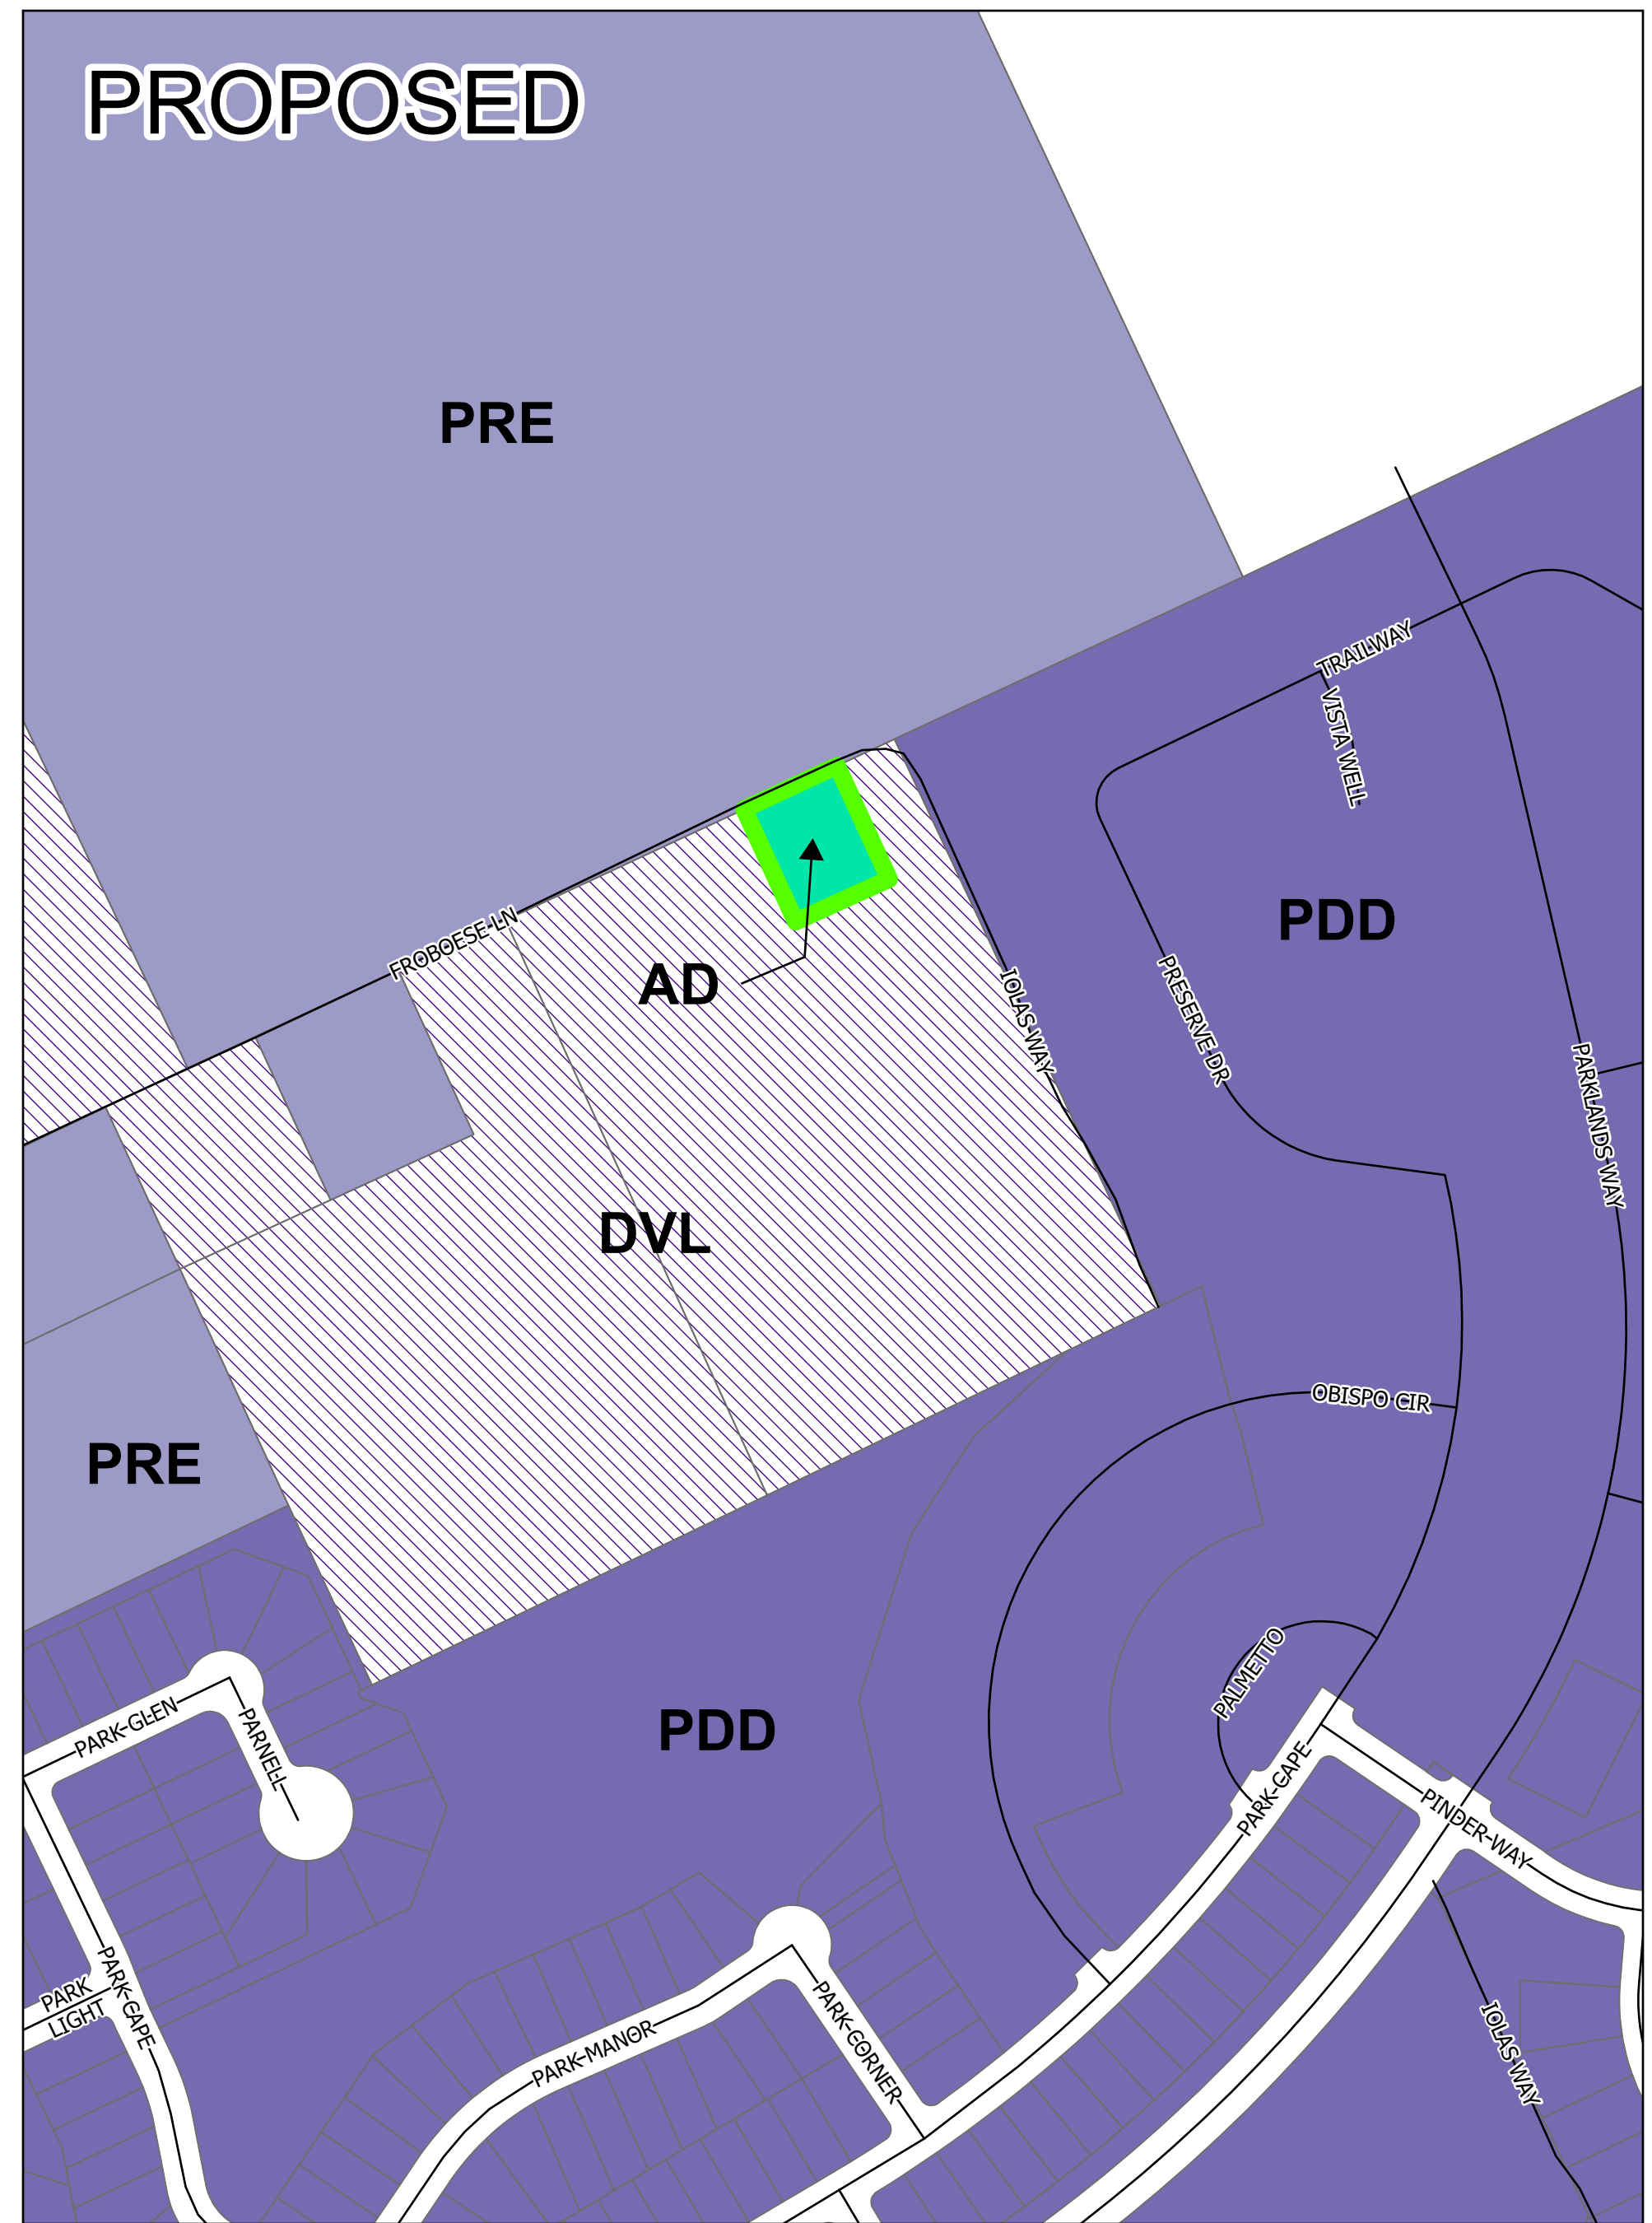 PROPOSED
PRE
TRAILWAY
VISTA WELL
PDD
FROBOESE LN
AD
IOLAS WAY
PRESERVE DR
PARKLANDS WAY
DVL
OBISPO CIR
PRE
PALMETTO
PARK GLEN
PARNELL
PDD
PARK CAPE
PINDER WAY
PARK CAPE
PARK
LIGHT
PARK MANOR
PARK CORNER
IOLAS WAY